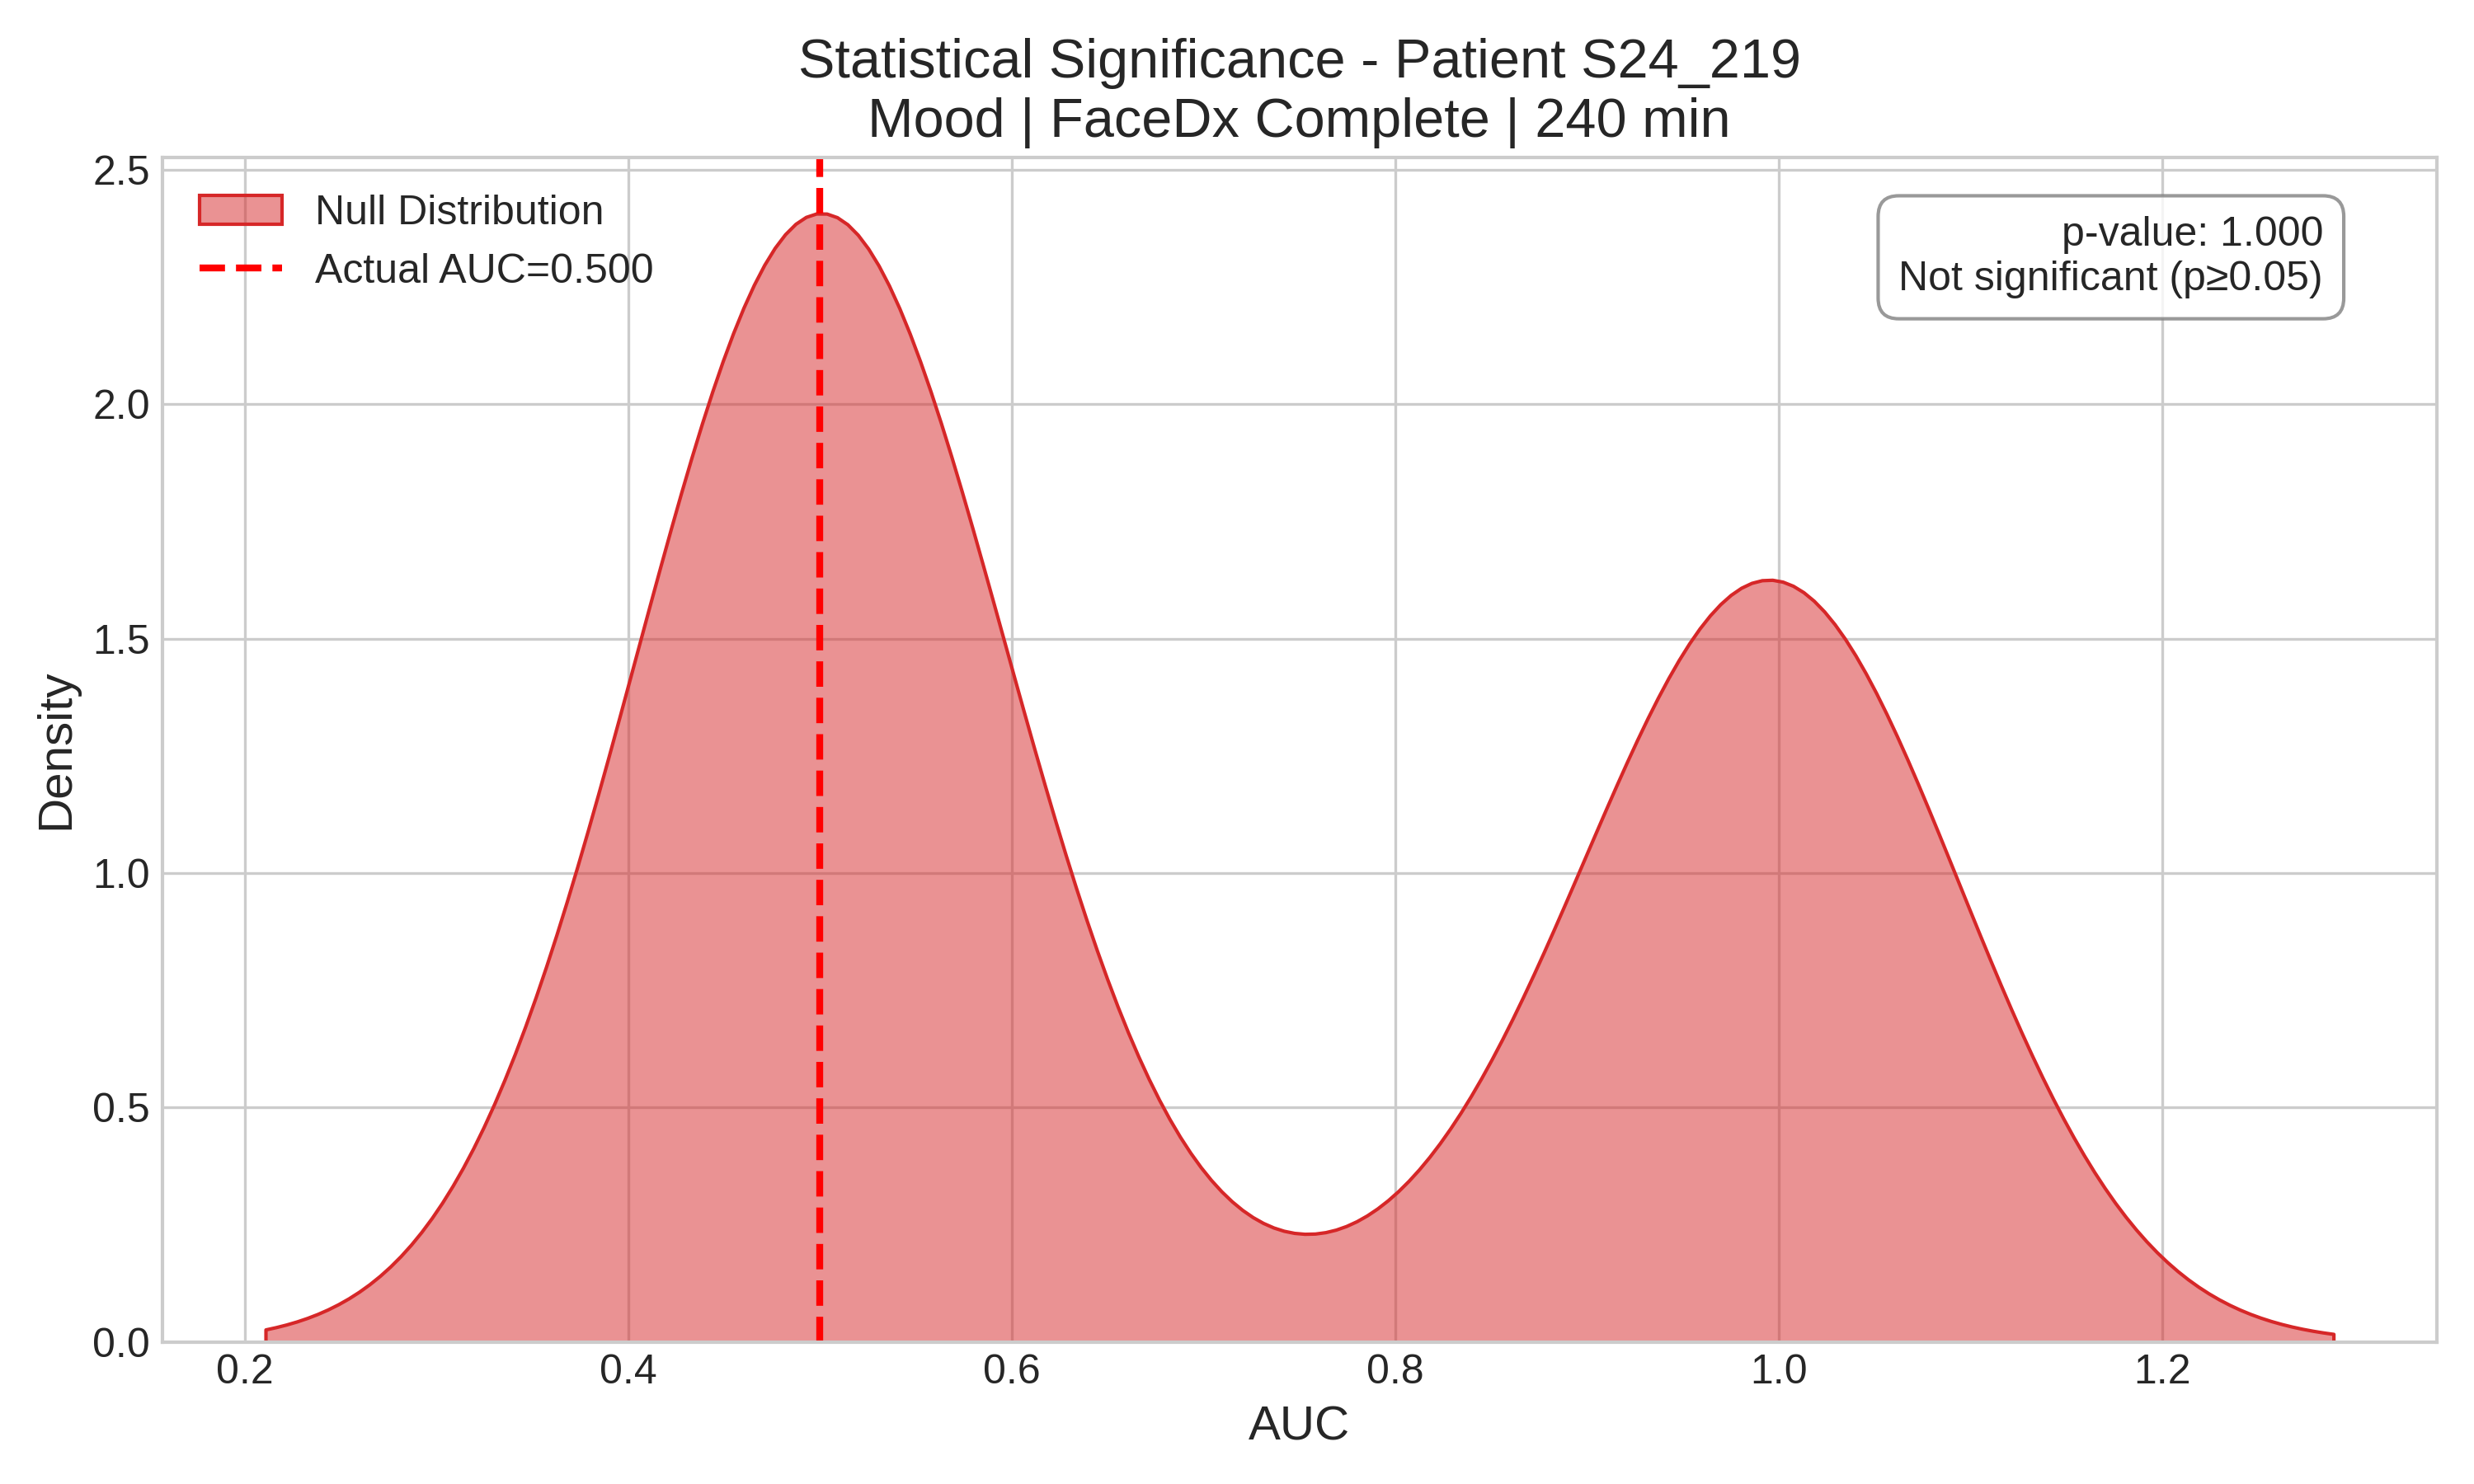 Statistical Significance - Patient S24_219
Mood | FaceDx Complete | 240 min
Null Distribution
Actual AUC=0.500
p-value: 1.000
Not significant (p≥0.05)
Density
2.5
2.0
1.5
1.0
0.5
0.0
0.2
0.4
0.6
0.8
1.0
1.2
AUC